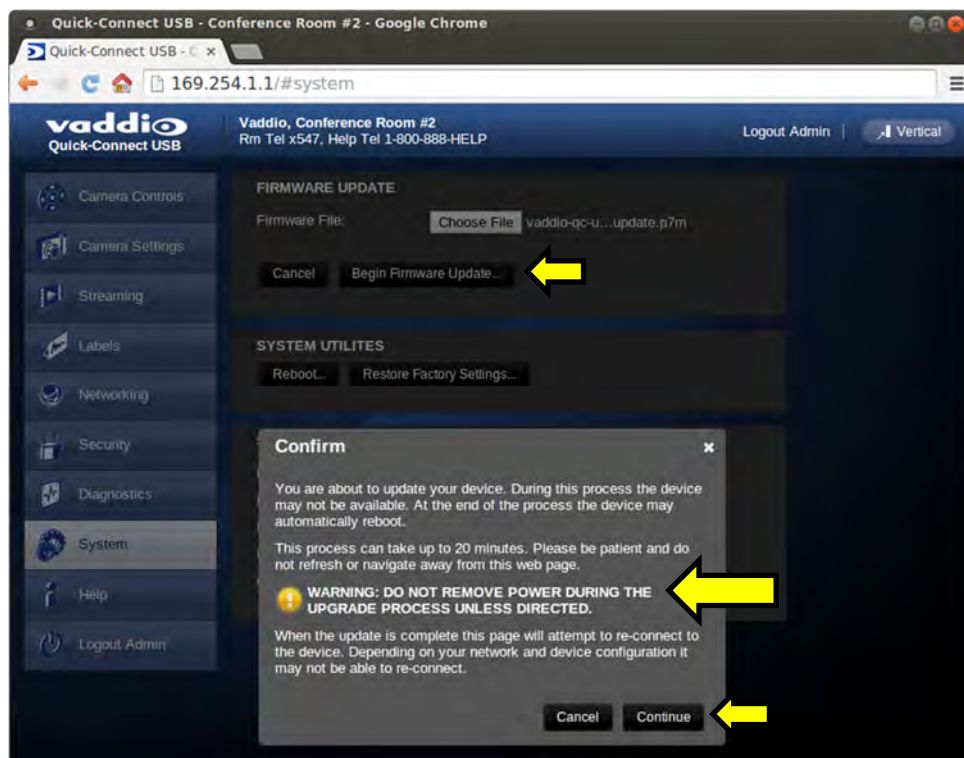 Quick-Connect USB - Conference Room #2 - Google Chrome
Quick-Connect USB - C
169.254.1.1/#system
vaddio
Quick-Connect USB
Vaddio, Conference Room #2
Rm Tel x547, Help Tel 1-800-888-HELP
Logout Admin
Vertical
Camera Controls
Camera Settings
Streaming
Labels
Networking
Security
Diagnostics
System
Help
Logout Admin
FIRMWARE UPDATE
Firmware File: Choose File vaddio-qc-u...update.p7m
Cancel Begin Firmware Update...
SYSTEM UTILITES
Reboot... Restore Factory Settings...
Confirm
You are about to update your device. During this process the device
may not be available. At the end of the process the device may
automatically reboot.
This process can take up to 20 minutes. Please be patient and do
not refresh or navigate away from this web page.
WARNING: DO NOT REMOVE POWER DURING THE
UPGRADE PROCESS UNLESS DIRECTED.
When the update is complete this page will attempt to re-connect to
the device. Depending on your network and device configuration it
may not be able to re-connect.
Cancel Continue